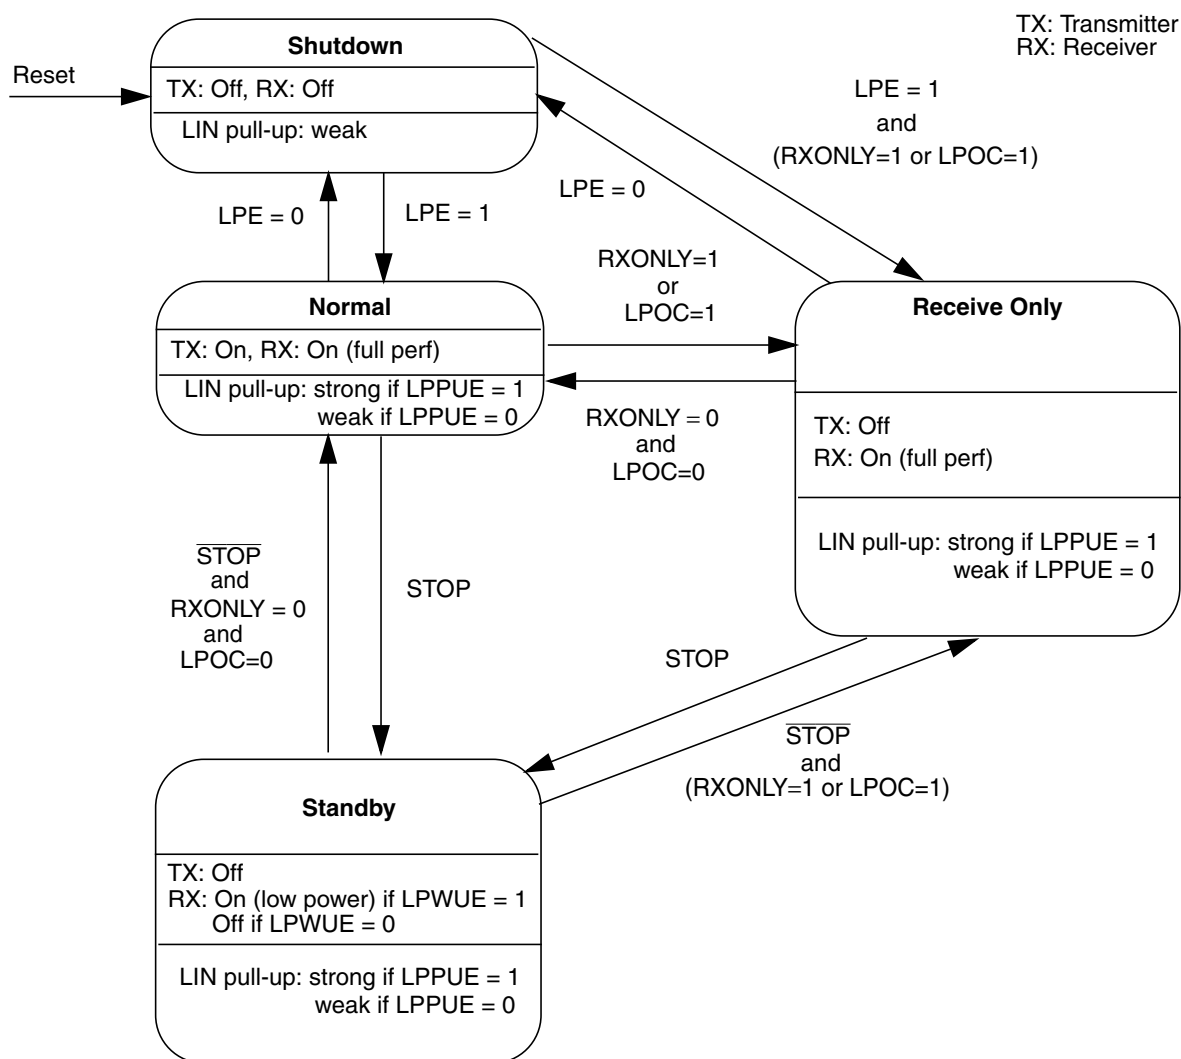 TX: Transmitter
RX: Receiver
Reset
Shutdown
TX: Off, RX: Off
LIN pull-up: weak
LPE = 1
and
(RXONLY=1 or LPOC=1)
LPE = 0
LPE = 0
LPE = 1
Normal
TX: On, RX: On (full perf)
LIN pull-up: strong if LPPUE = 1
weak if LPPUE = 0
RXONLY=1
or
LPOC=1
RXONLY = 0
and
LPOC=0
Receive Only
TX: Off
RX: On (full perf)
LIN pull-up: strong if LPPUE = 1
weak if LPPUE = 0
S̅T̅O̅P̅
and
RXONLY = 0
and
LPOC=0
STOP
STOP
S̅T̅O̅P̅
and
(RXONLY=1 or LPOC=1)
Standby
TX: Off
RX: On (low power) if LPWUE = 1
Off if LPWUE = 0
LIN pull-up: strong if LPPUE = 1
weak if LPPUE = 0